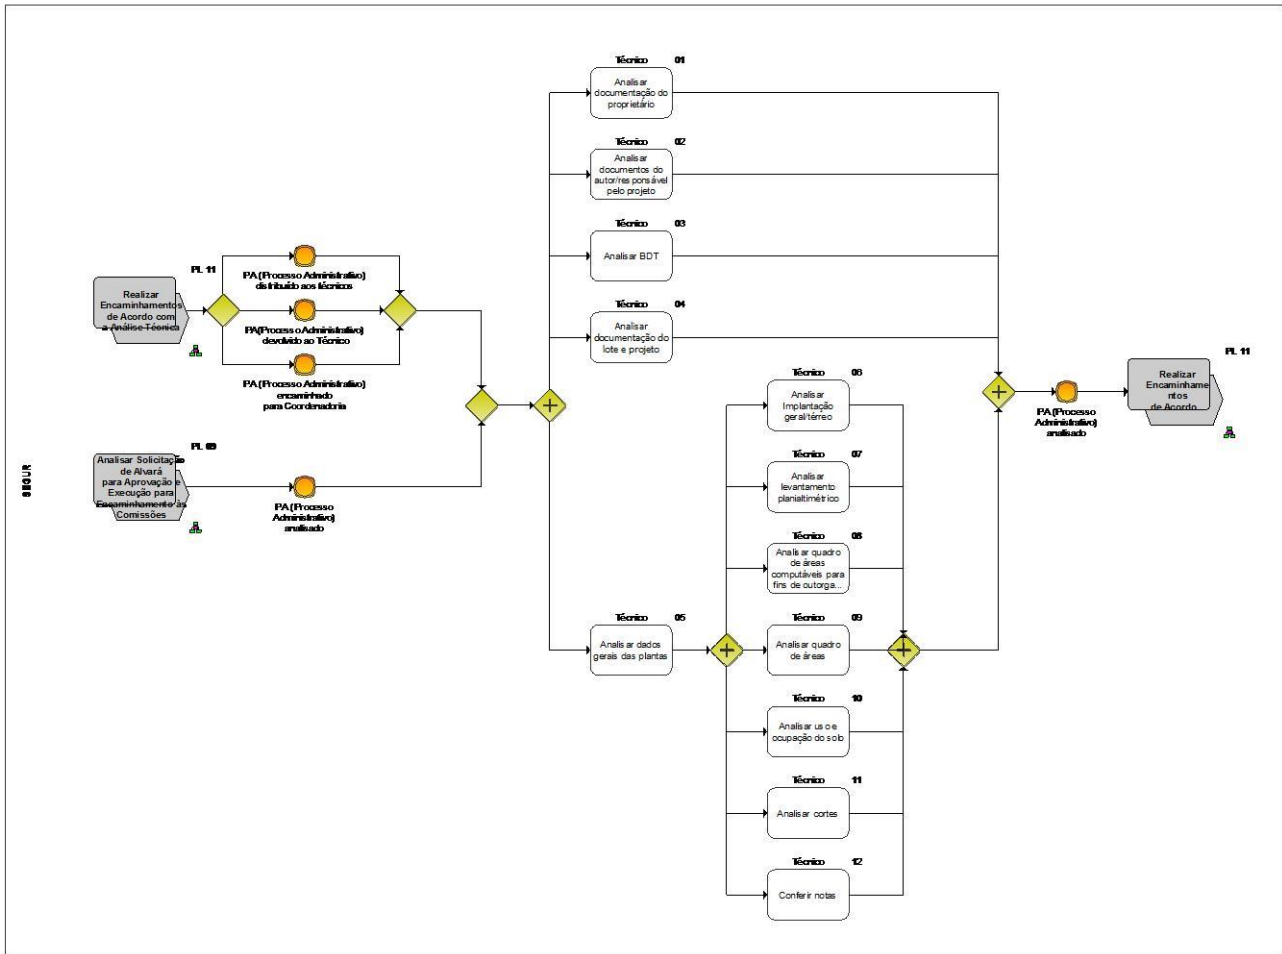 SEGUR
PL 11
Realizar
Encaminhamentos
de Acordo com
a Análise Técnica
PA (Processo Administrativo)
distribuído aos técnicos
PA(Processo Administrativo)
devolvido ao Técnico
PA (Processo Administrativo)
encaminhado
para Coordenadoria
PL 09
Analisar Solicitação
de Alvará
para Aprovação e
Execução para
Encaminhamento às
Comissões
PA (Processo
Administrativo)
analisado
Técnico 01
Analisar
documentação do
proprietário
Técnico 02
Analisar
documentos do
autor/responsável
pelo projeto
Técnico 03
Analisar BDT
Técnico 04
Analisar
documentação do
lote e projeto
Técnico 05
Analisar dados
gerais das plantas
Técnico 06
Analisar
Implantação
geral/térreo
Técnico 07
Analisar
levantamento
planialtimétrico
Técnico 08
Analisar quadro
de áreas
computáveis para
fins de outorga...
Técnico 09
Analisar quadro
de áreas
Técnico 10
Analisar uso e
ocupação do solo
Técnico 11
Analisar cortes
Técnico 12
Conferir notas
PA (Processo
Administrativo)
analisado
PL 11
Realizar
Encaminhame
ntos
de Acordo